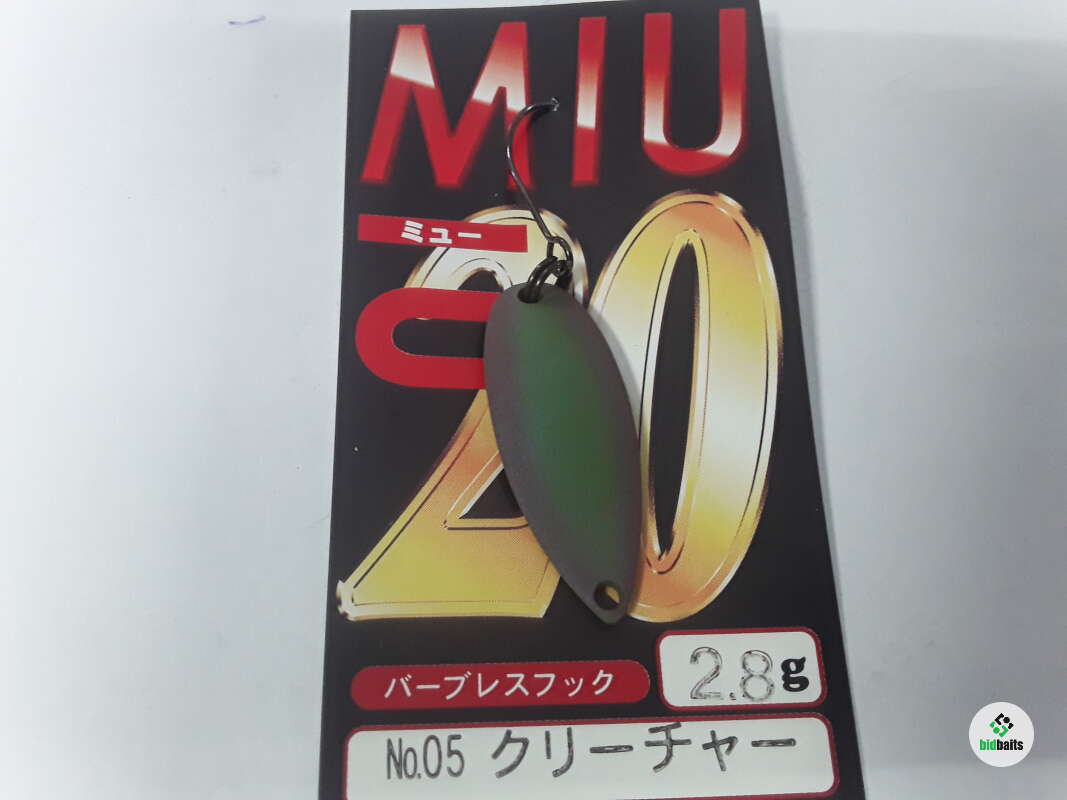 MIU
ミュー
20
バーブレスフック
2.8g
No.05 クリーチャー
bidbaits